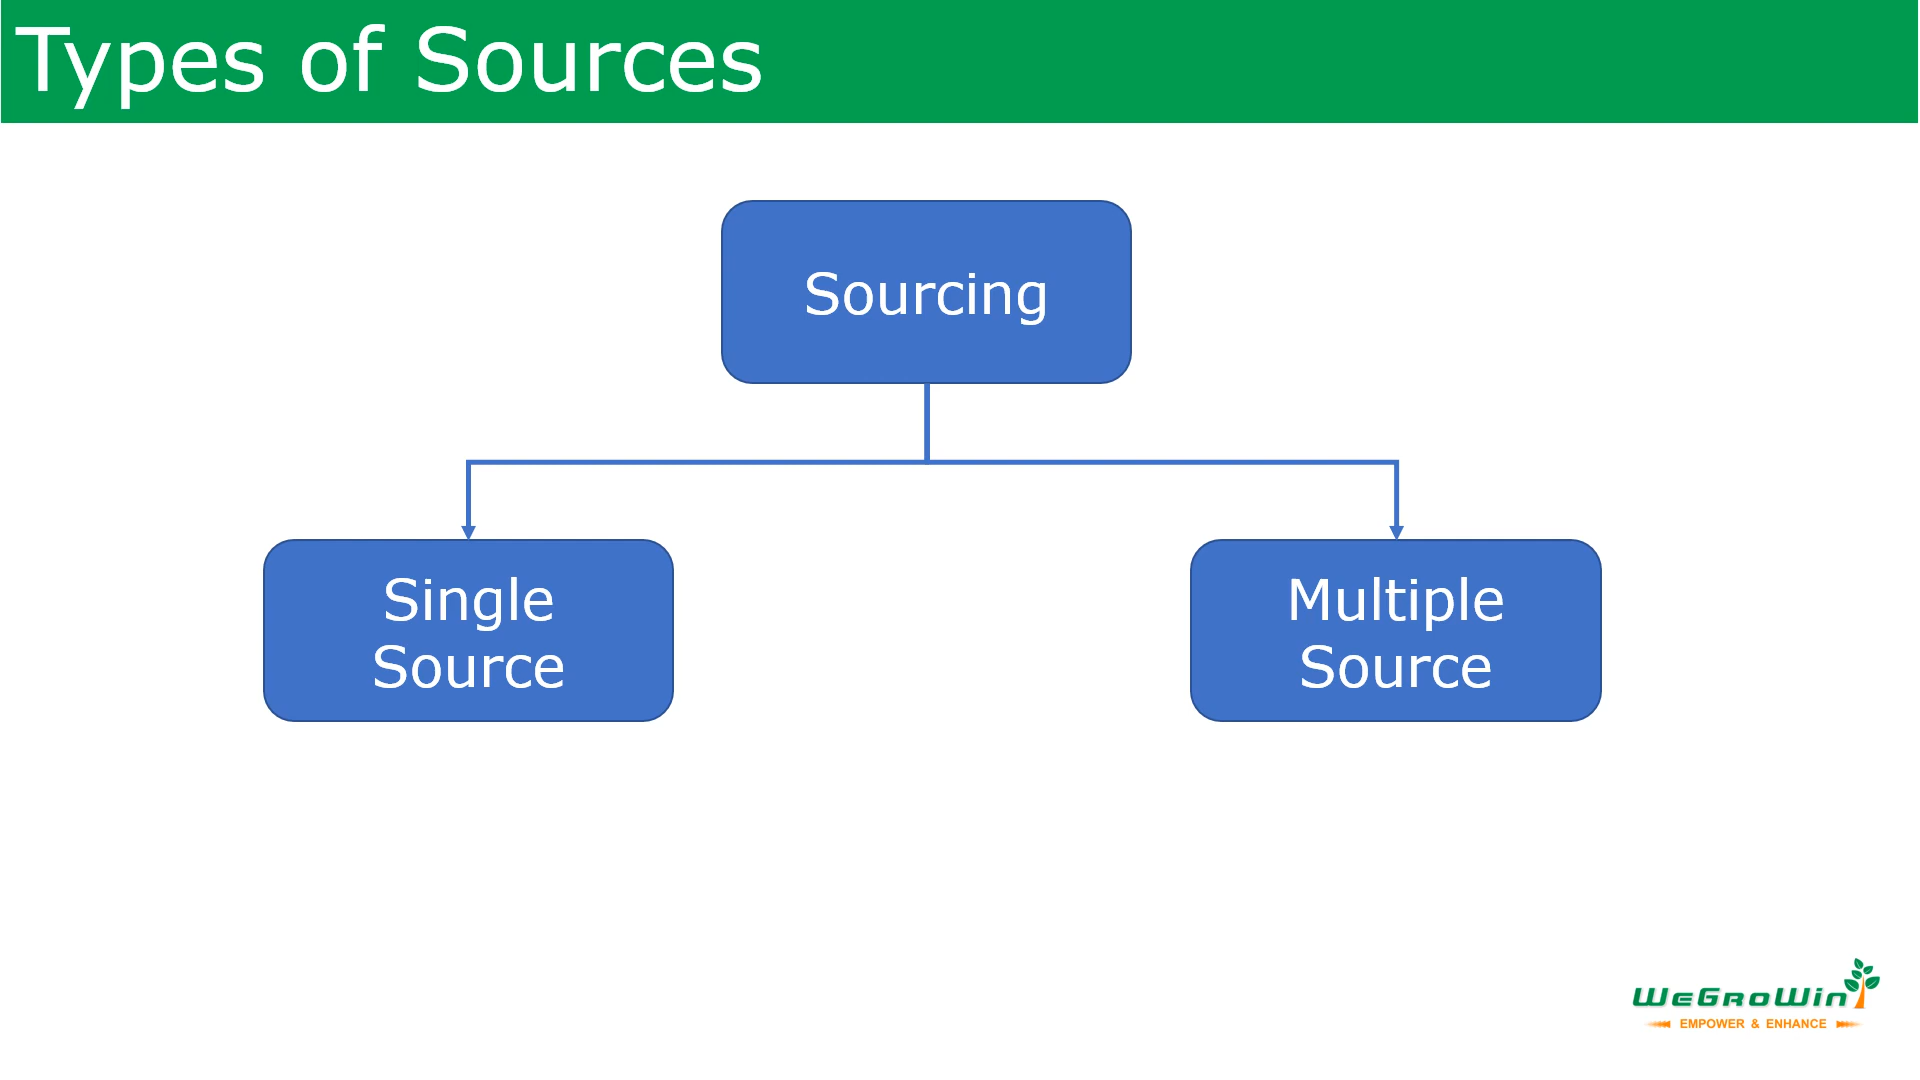 Types of Sources
Sourcing
Single
Source
Multiple
Source
WeGroWin
EMPOWER & ENHANCE